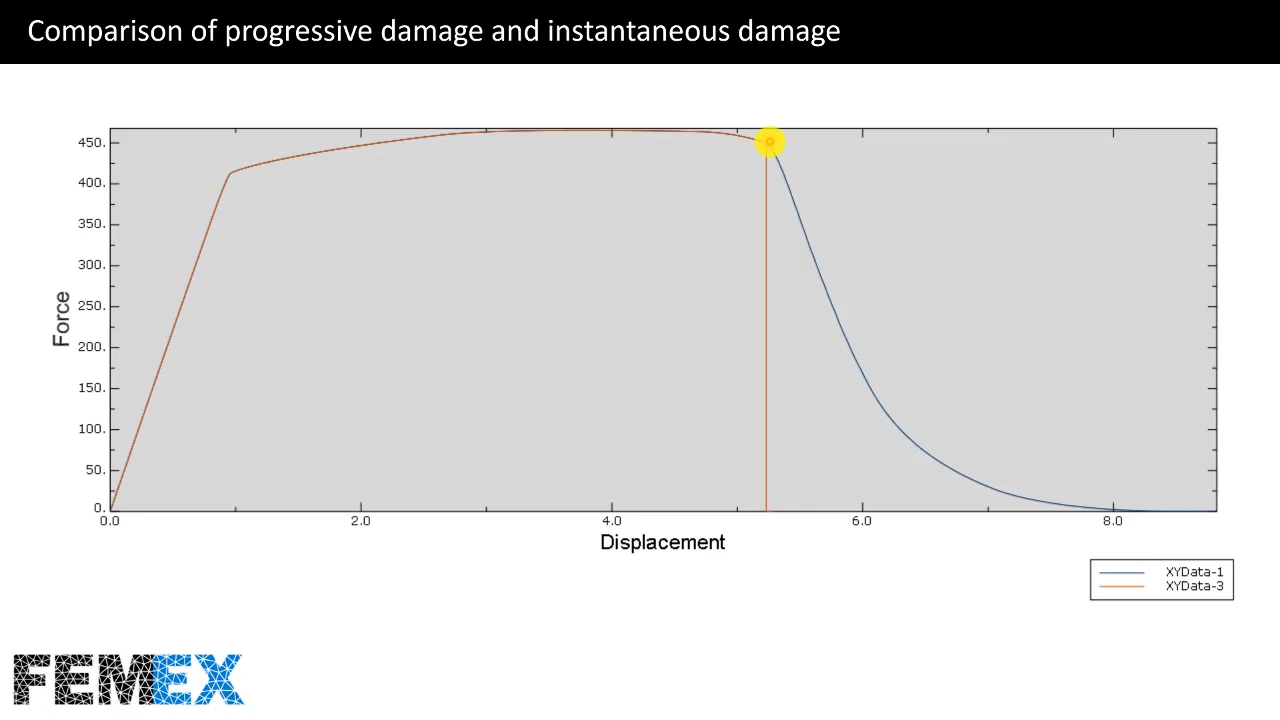 Comparison of progressive damage and instantaneous damage
450.
400.
350.
300.
250.
200.
150.
100.
50.
0.
Force
0.0 2.0 4.0 6.0 8.0
Displacement
XYData-1
XYData-3
FEMEX